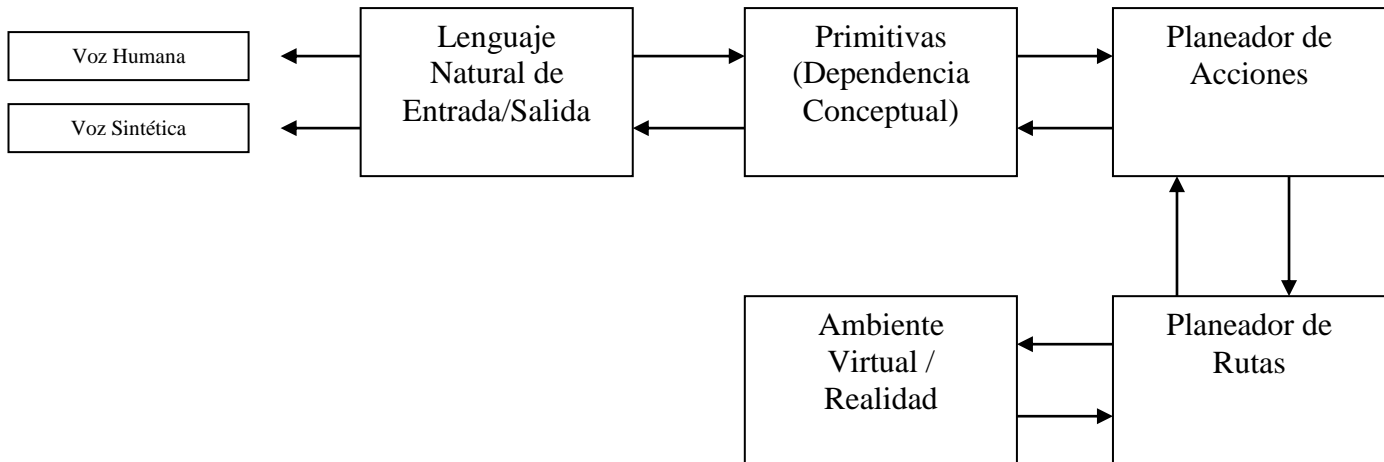 Voz Humana
Voz Sintética
Lenguaje
Natural de
Entrada/Salida
Primitivas
(Dependencia
Conceptual)
Planeador de
Acciones
Ambiente
Virtual /
Realidad
Planeador de
Rutas